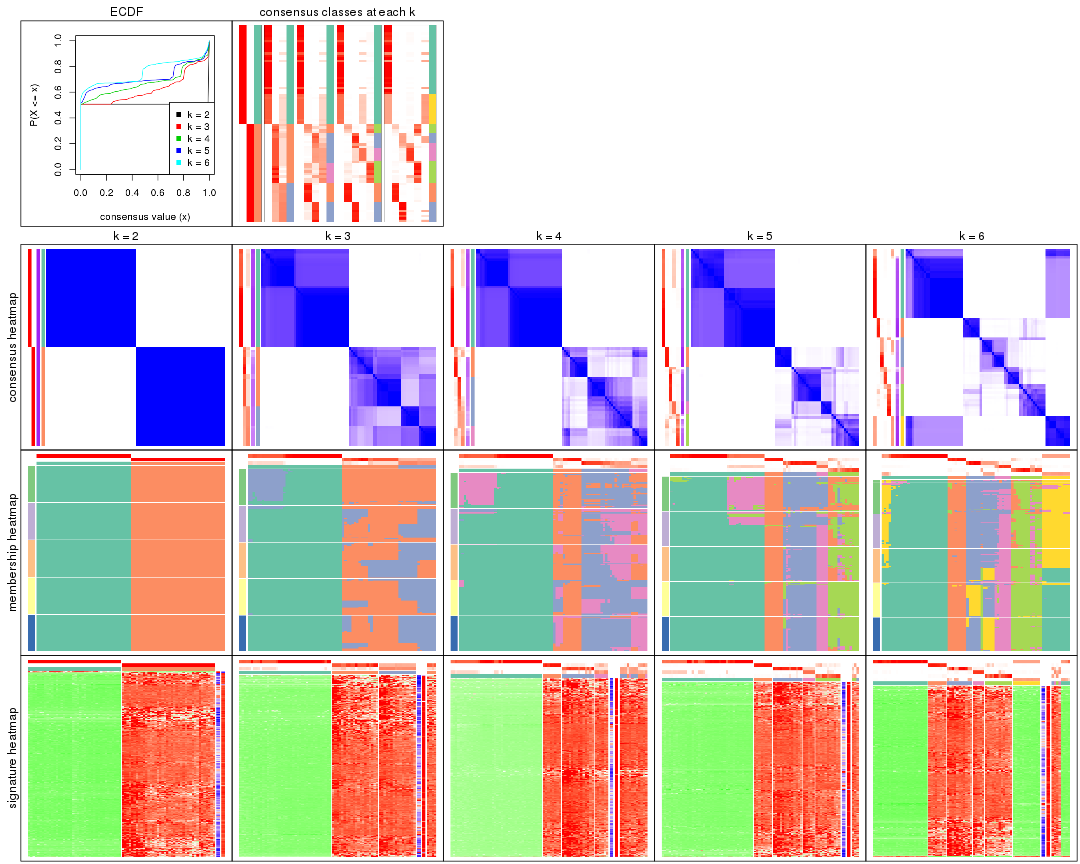 ECDF
consensus classes at each k
P(X <= x)
0.0 0.2 0.4 0.6 0.8 1.0
k = 2
k = 3
k = 4
k = 5
k = 6
0.0 0.2 0.4 0.6 0.8 1.0
consensus value (x)
k = 2
k = 3
k = 4
k = 5
k = 6
consensus heatmap
membership heatmap
signature heatmap